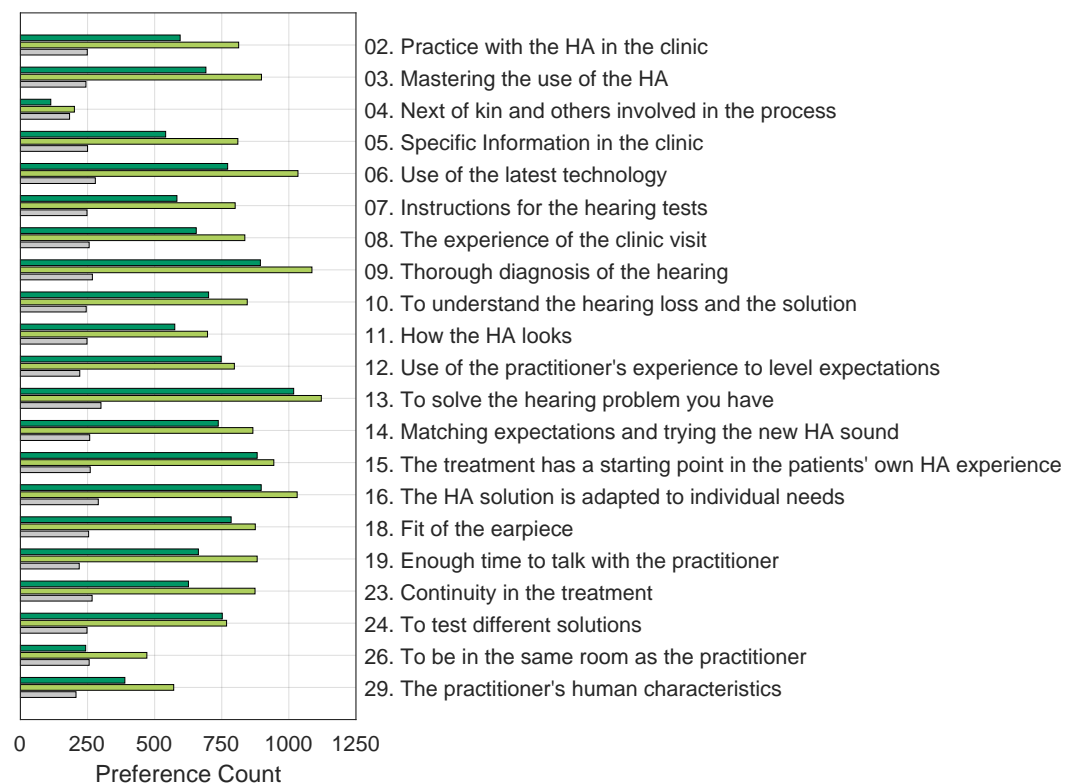 02. Practice with the HA in the clinic
03. Mastering the use of the HA
04. Next of kin and others involved in the process
05. Specific Information in the clinic
06. Use of the latest technology
07. Instructions for the hearing tests
08. The experience of the clinic visit
09. Thorough diagnosis of the hearing
10. To understand the hearing loss and the solution
11. How the HA looks
12. Use of the practitioner's experience to level expectations
13. To solve the hearing problem you have
14. Matching expectations and trying the new HA sound
15. The treatment has a starting point in the patients' own HA experience
16. The HA solution is adapted to individual needs
18. Fit of the earpiece
19. Enough time to talk with the practitioner
23. Continuity in the treatment
24. To test different solutions
26. To be in the same room as the practitioner
29. The practitioner's human characteristics
0 250 500 750 1000 1250
Preference Count